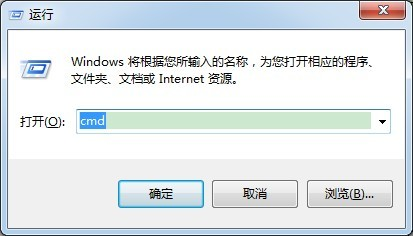 运行
Windows 将根据您所输入的名称，为您打开相应的程序、
文件夹、文档或 Internet 资源。
打开(O): cmd
确定 取消 浏览(B)...